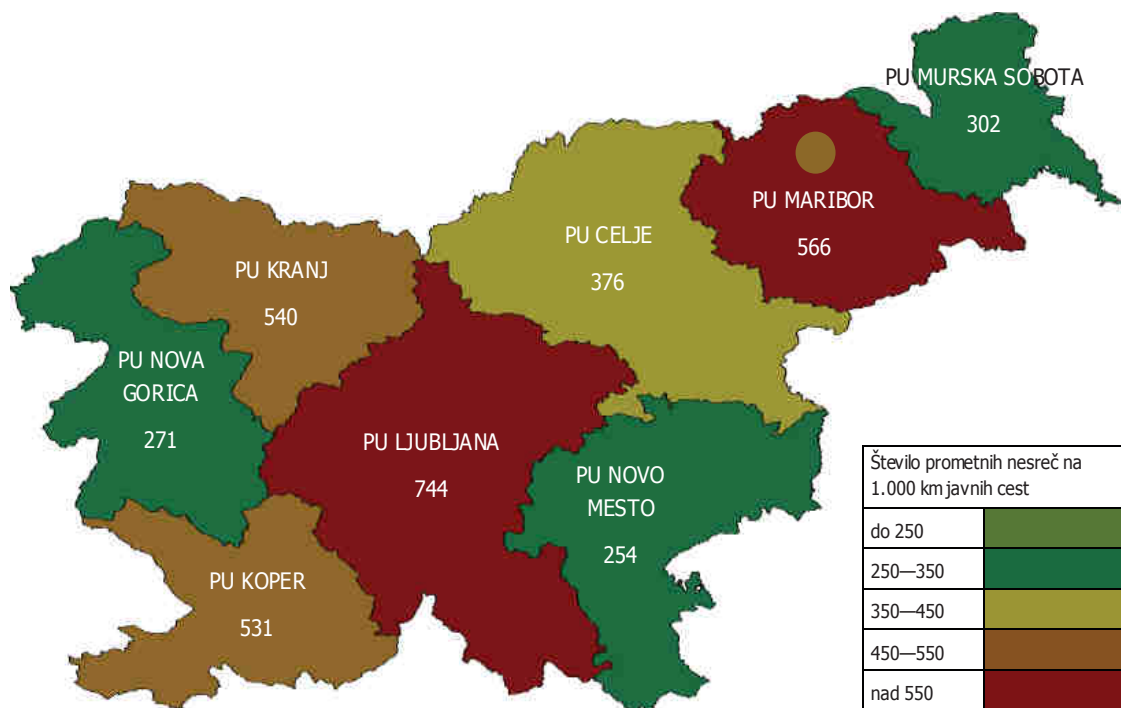 PU MURSKA SOBOTA
302
PU MARIBOR
566
PU CELJE
376
PU KRANJ
540
PU NOVA
GORICA
271
PU LJUBLJANA
744
PU NOVO
MESTO
254
PU KOPER
531
Število prometnih nesreč na
1.000 km javnih cest
do 250
250—350
350—450
450—550
nad 550